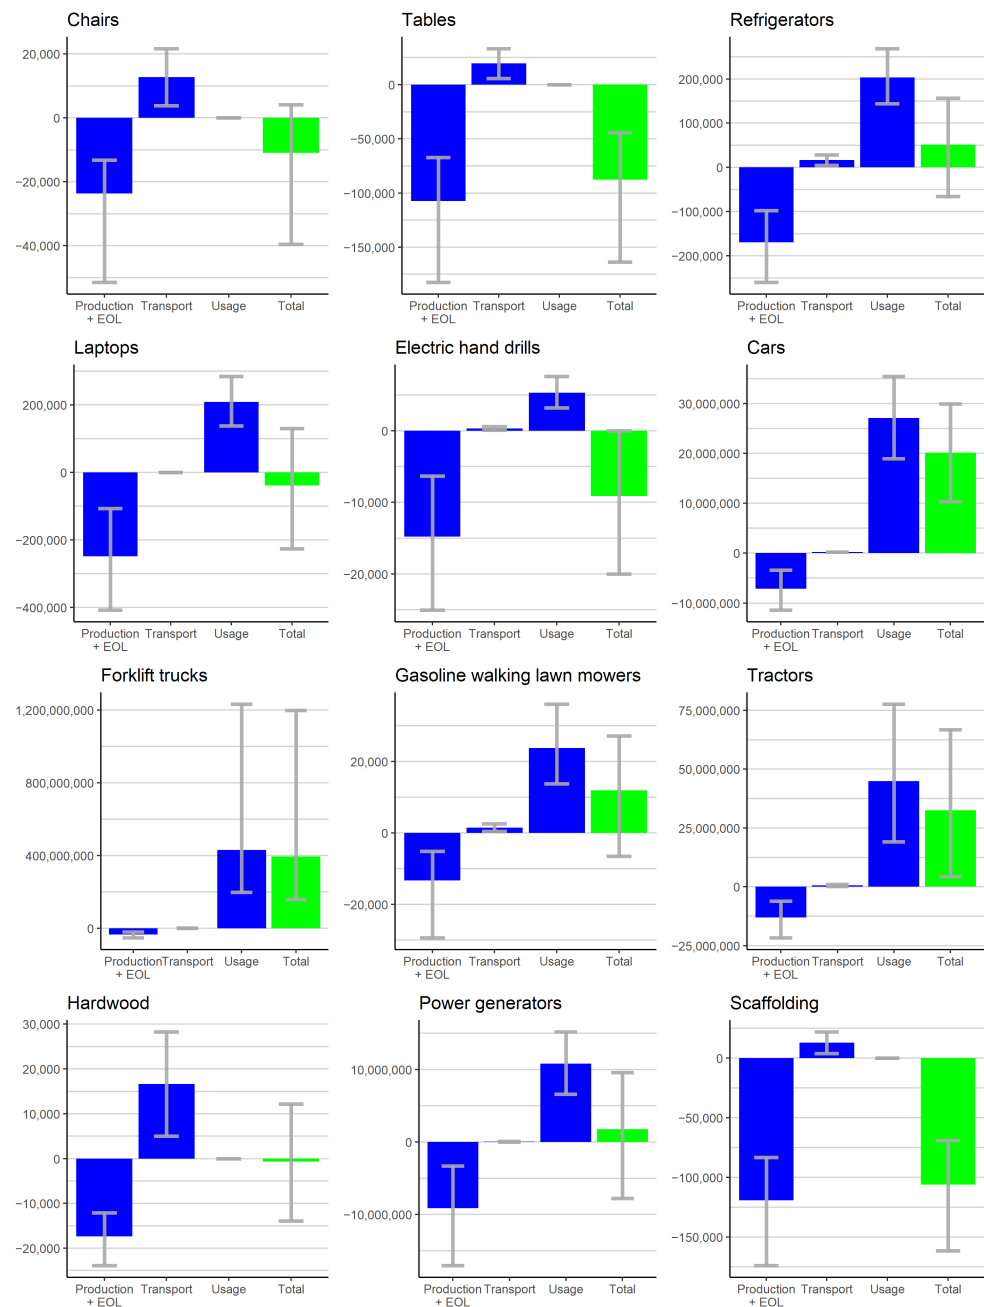 Chairs
20,000
0
−20,000
−40,000
Production
+ EOL
Transport
Usage
Total
Tables
0
−50,000
−100,000
−150,000
Production
+ EOL
Transport
Usage
Total
Refrigerators
200,000
100,000
0
−100,000
−200,000
Production
+ EOL
Transport
Usage
Total
Laptops
200,000
0
−200,000
−400,000
Production
+ EOL
Transport
Usage
Total
Electric hand drills
0
−10,000
−20,000
Production
+ EOL
Transport
Usage
Total
Cars
30,000,000
20,000,000
10,000,000
0
−10,000,000
Production
+ EOL
Transport
Usage
Total
Forklift trucks
1,200,000,000
800,000,000
400,000,000
0
Production
+ EOL
Transport
Usage
Total
Gasoline walking lawn mowers
20,000
0
−20,000
Production
+ EOL
Transport
Usage
Total
Tractors
75,000,000
50,000,000
25,000,000
0
−25,000,000
Production
+ EOL
Transport
Usage
Total
Hardwood
30,000
20,000
10,000
0
−10,000
−20,000
Production
+ EOL
Transport
Usage
Total
Power generators
10,000,000
0
−10,000,000
Production
+ EOL
Transport
Usage
Total
Scaffolding
0
−50,000
−100,000
−150,000
Production
+ EOL
Transport
Usage
Total